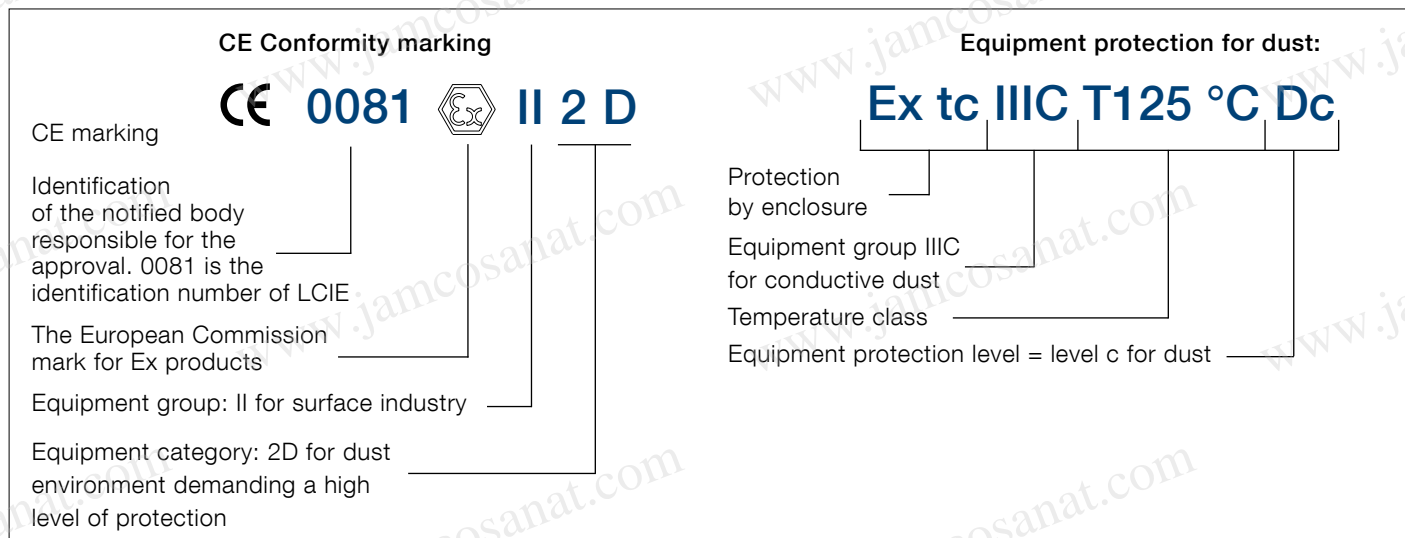 CE Conformity marking
CE 0081 Ex II 2 D
CE marking
Identification
of the notified body
responsible for the
approval. 0081 is the
identification number of LCIE
The European Commission
mark for Ex products
Equipment group: II for surface industry
Equipment category: 2D for dust
environment demanding a high
level of protection
Equipment protection for dust:
Ex tc IIIC T125 °C Dc
Protection
by enclosure
Equipment group IIIC
for conductive dust
Temperature class
Equipment protection level = level c for dust
www.jamcosanat.com